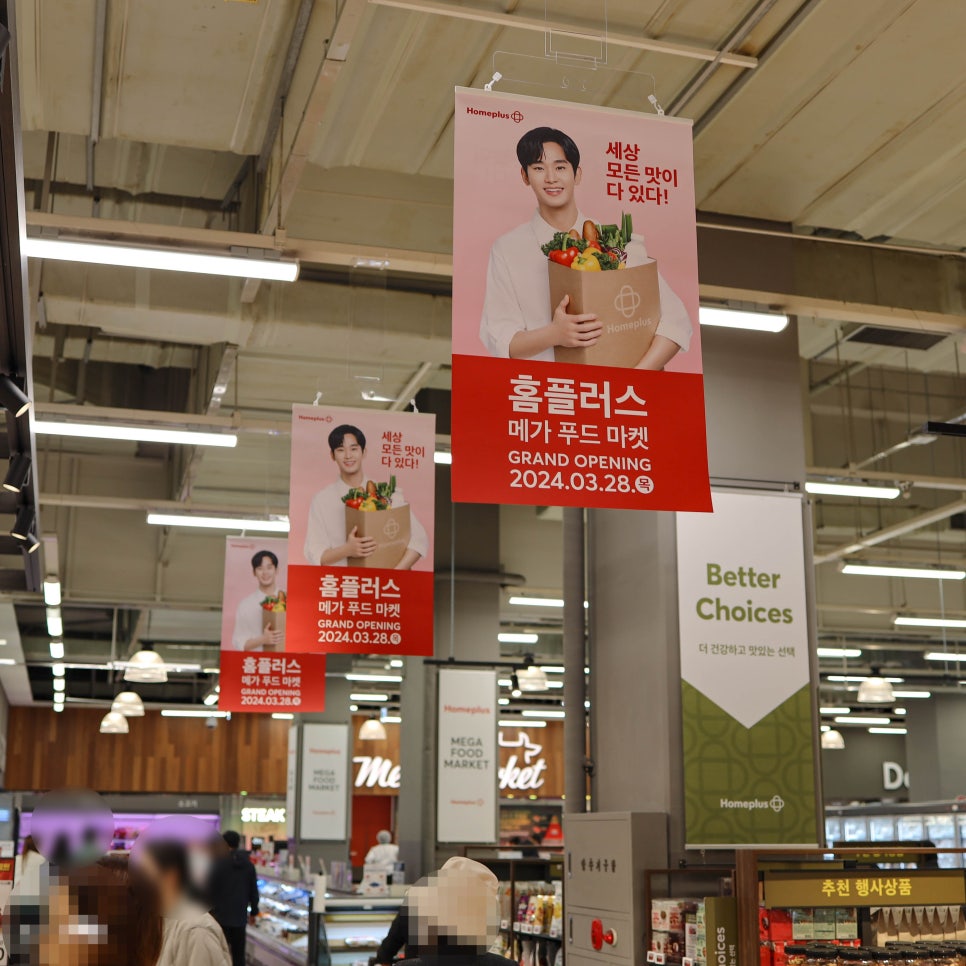 Homeplus
세상
모든 맛이
다 있다!
Homeplus
홈플러스
메가 푸드 마켓
GRAND OPENING
2024.03.28.목
Homeplus
세상
모든 맛이
다 있다!
홈플러스
메가 푸드 마켓
GRAND OPENING
2024.03.28.목
홈플러스
메가 푸드 마켓
GRAND OPENING
2024.03.28.
Better
Choices
더 건강하고 맛있는 선택
Homeplus
Homeplus
MEGA
FOOD
MARKET
Homeplus
MEGA
FOOD
MARKET
STEAK
추천 행사상품